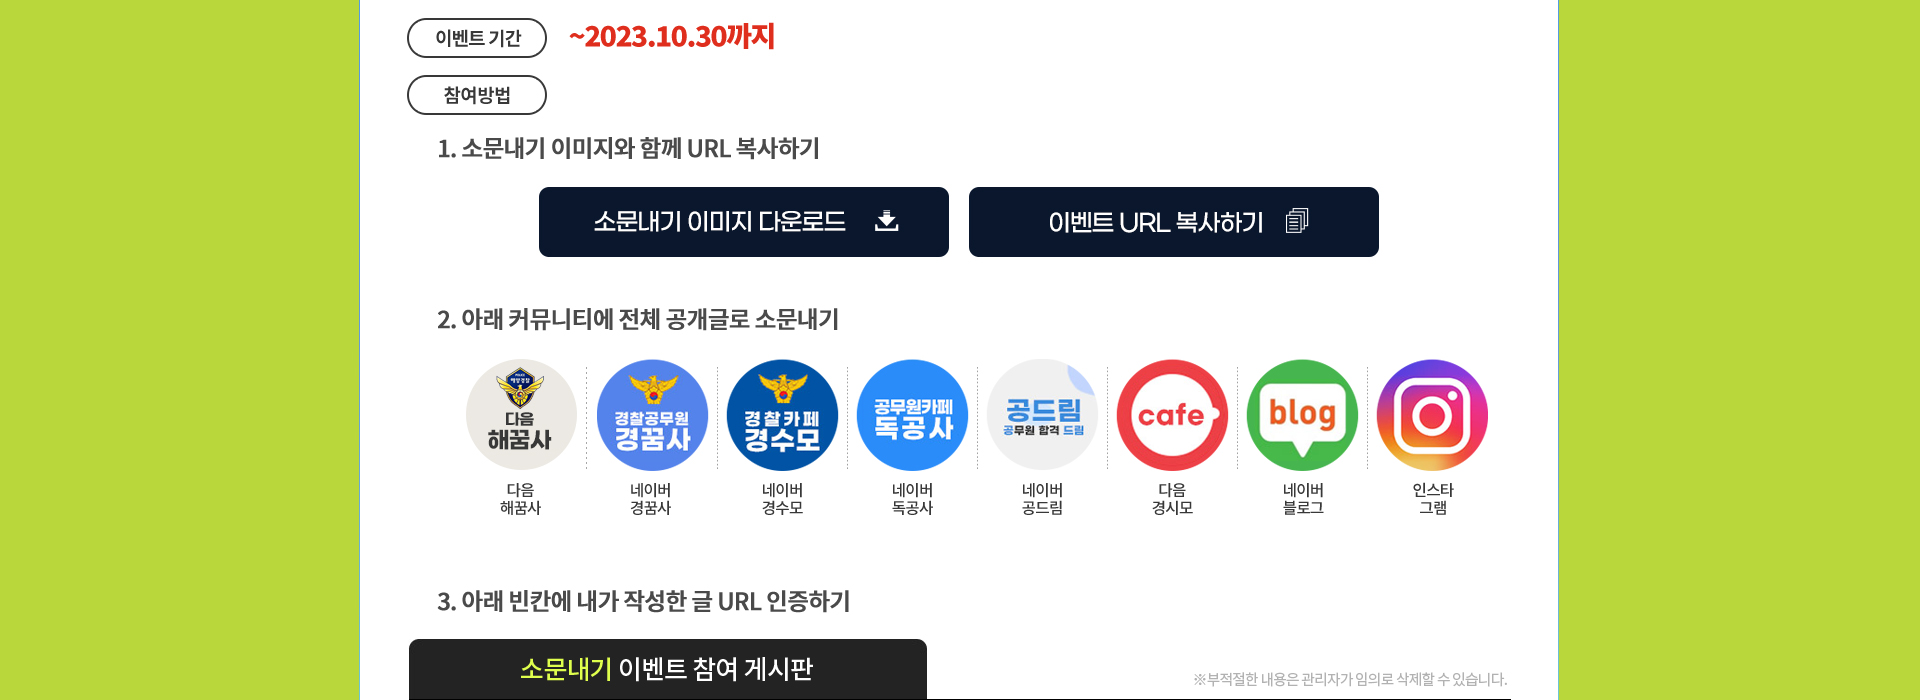 이벤트 기간
~2023.10.30까지
참여방법
1. 소문내기 이미지와 함께 URL 복사하기
소문내기 이미지 다운로드
이벤트 URL 복사하기
2. 아래 커뮤니티에 전체 공개글로 소문내기
다음
해꿈사
경찰공무원
경꿈사
경찰카페
경수모
공무원카페
독공사
공드림
공무원 합격 드림
cafe
blog
다음
해꿈사
네이버
경꿈사
네이버
경수모
네이버
독공사
네이버
공드림
다음
경시모
네이버
블로그
인스타
그램
3. 아래 빈칸에 내가 작성한 글 URL 인증하기
소문내기 이벤트 참여 게시판
※부적절한 내용은 관리자가 임의로 삭제할 수 있습니다.